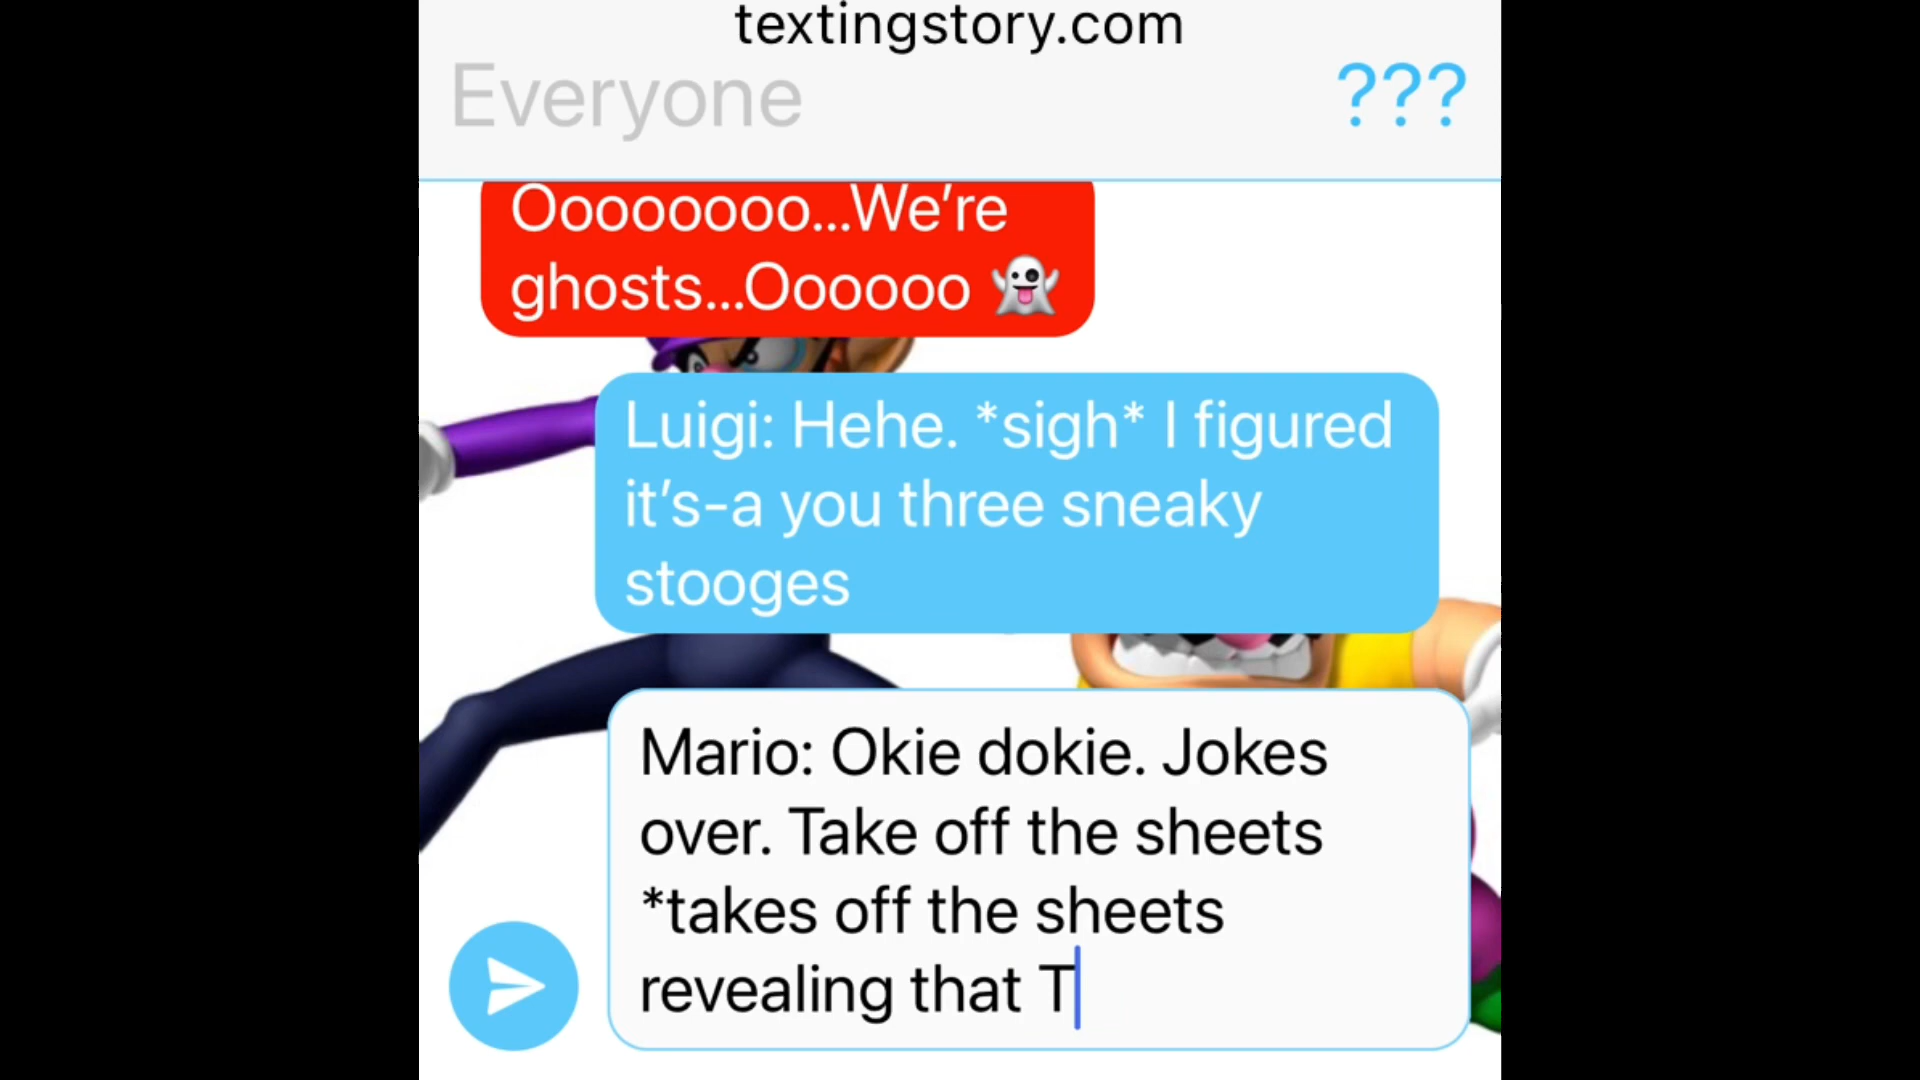 textingstory.com
Everyone ???
Oooooooo...We’re
ghosts...Oooooo 👻
Luigi: Hehe. *sigh* I figured
it’s-a you three sneaky
stooges
Mario: Okie dokie. Jokes
over. Take off the sheets
*takes off the sheets
revealing that T